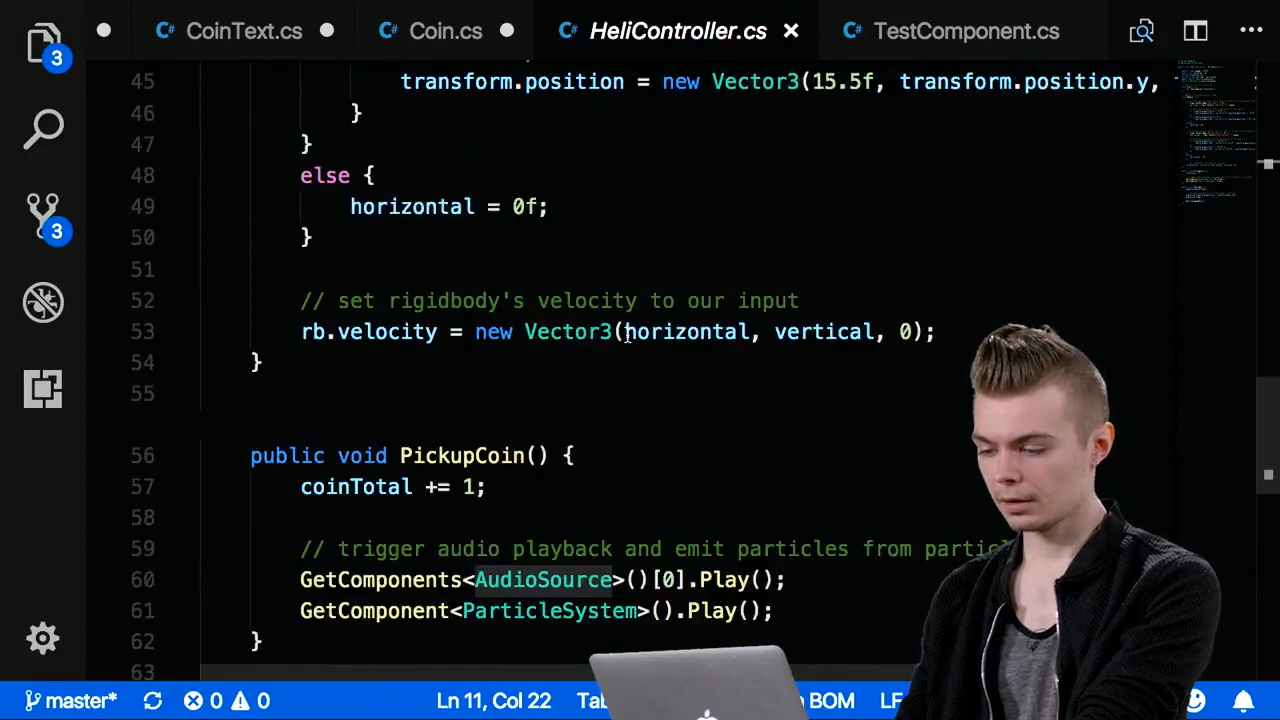 CoinText.cs
Coin.cs
HeliController.cs
TestComponent.cs
3
3
45 transform.position = new Vector3(15.5f, transform.position.y,
46 }
47 }
48 else {
49 horizontal = 0f;
50 }
51
52 // set rigidbody's velocity to our input
53 rb.velocity = new Vector3(horizontal, vertical, 0);
54 }
55
56 public void PickupCoin() {
57 coinTotal += 1;
58
59 // trigger audio playback and emit particles from
60 GetComponents<AudioSource>()[0].Play();
61 GetComponent<ParticleSystem>().Play();
62 }
63
master* 0 0 Ln 11, Col 22 BOM LF